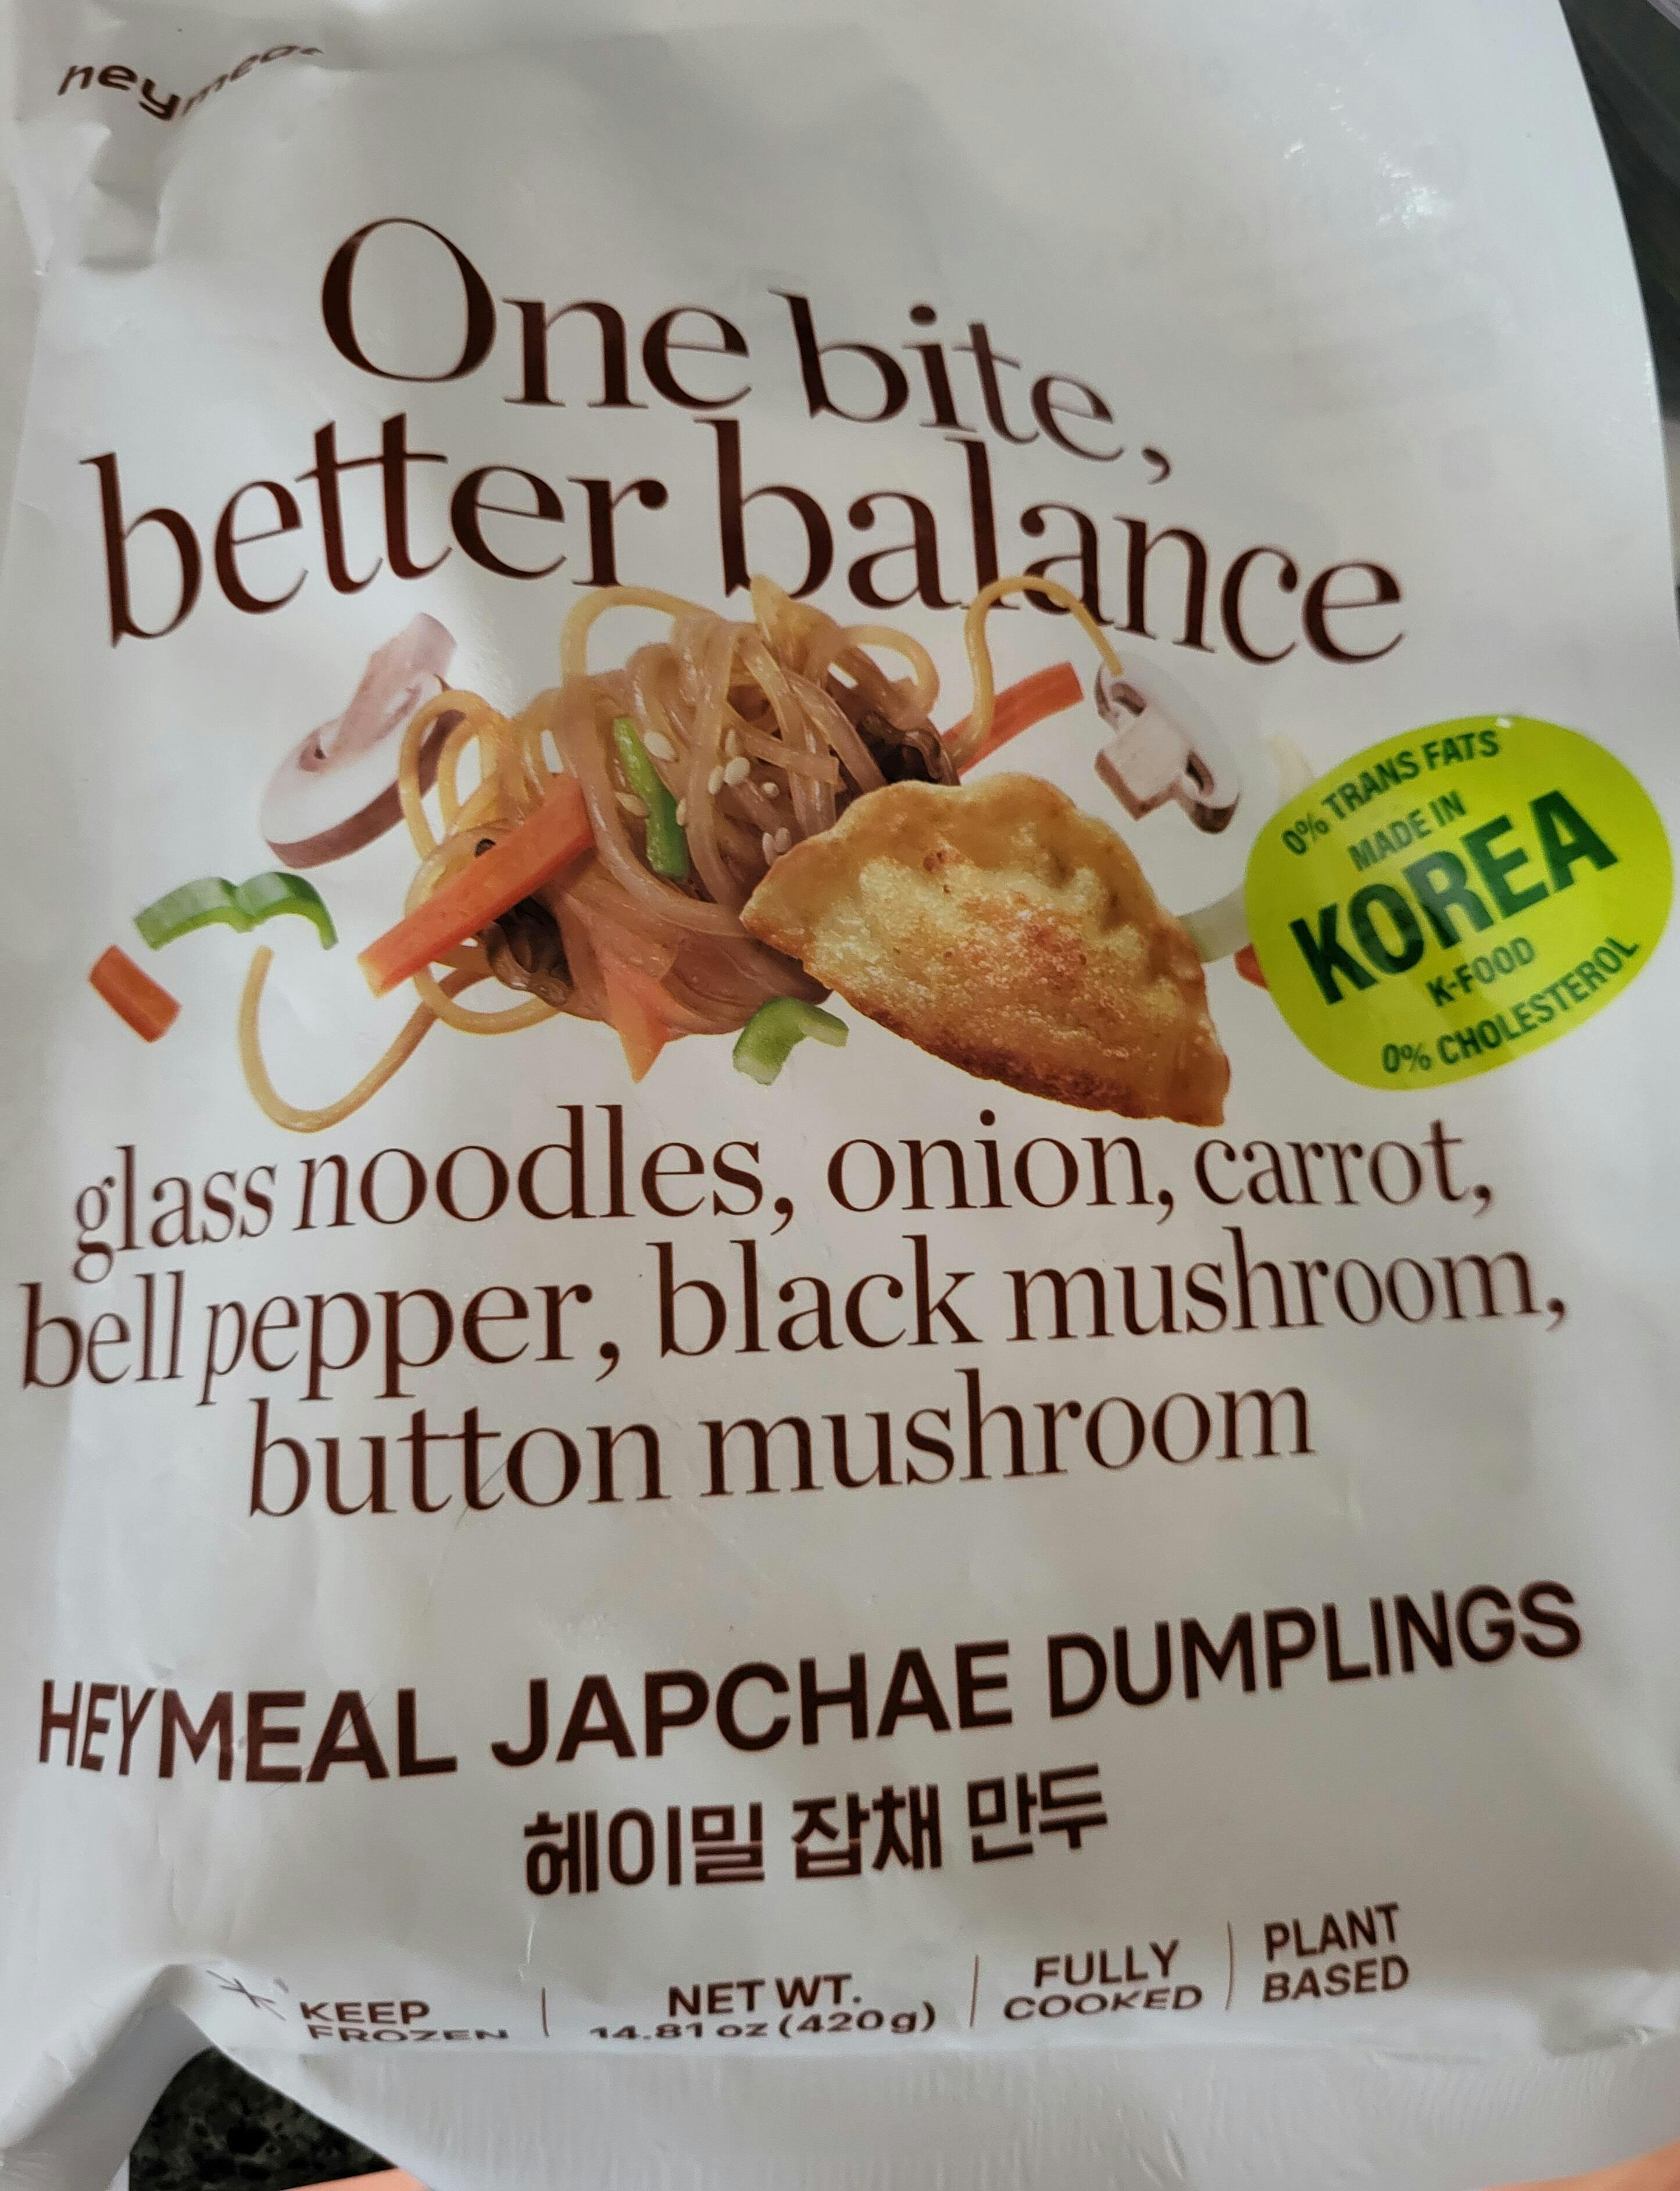 heymeal
One bite,
better balance
0% TRANS FATS
MADE IN
KOREA
K-FOOD
0% CHOLESTEROL
glass noodles, onion, carrot,
bell pepper, black mushroom,
button mushroom
HEYMEAL JAPCHAE DUMPLINGS
헤이밀 잡채 만두
KEEP
FROZEN
NET WT.
14.81 oz (420g)
FULLY
COOKED
PLANT
BASED